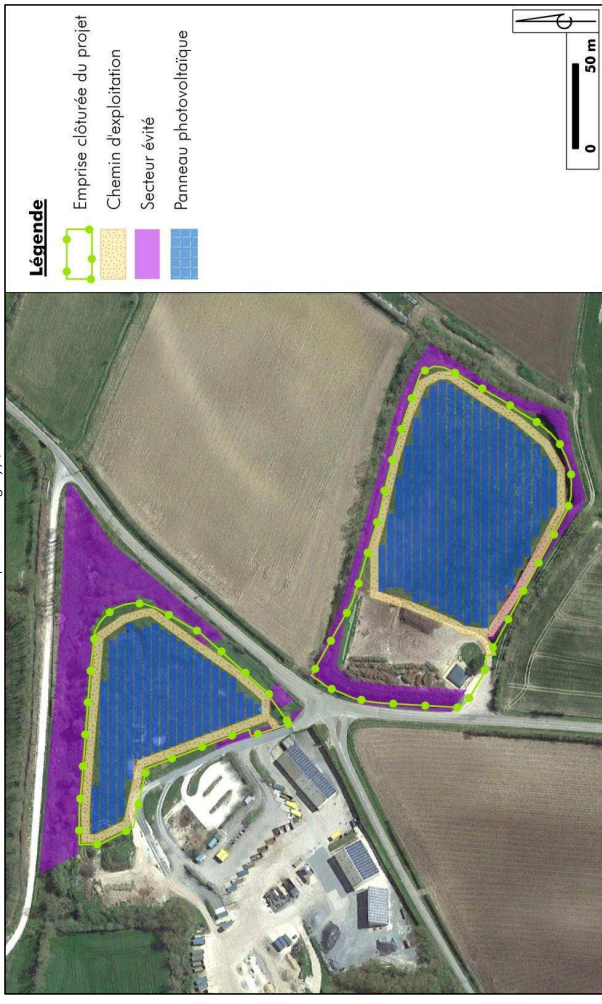 Légende
Emprise clôturée du projet
Chemin d'exploitation
Secteur évité
Panneau photovoltaïque
0 50 m